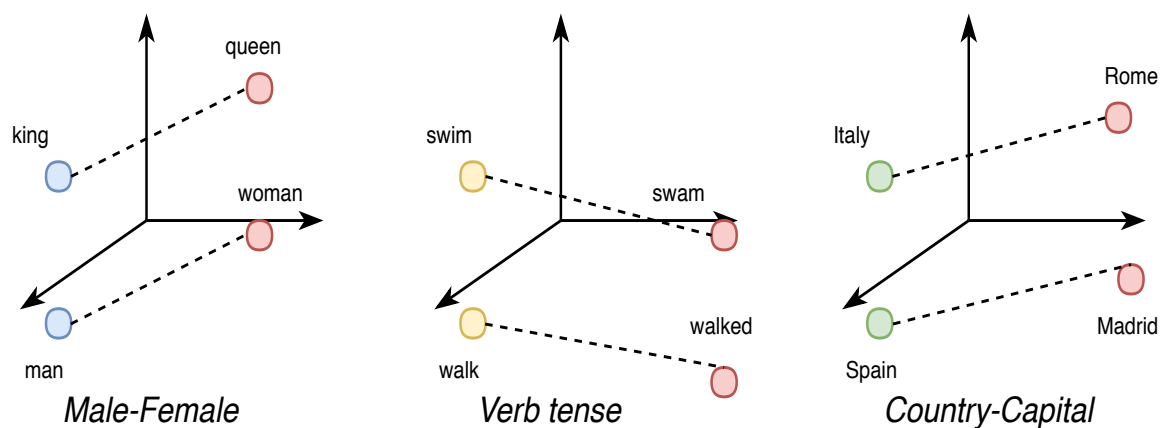 queen
king
woman
man
Male-Female
swim
swam
walked
walk
Verb tense
Rome
Italy
Madrid
Spain
Country-Capital